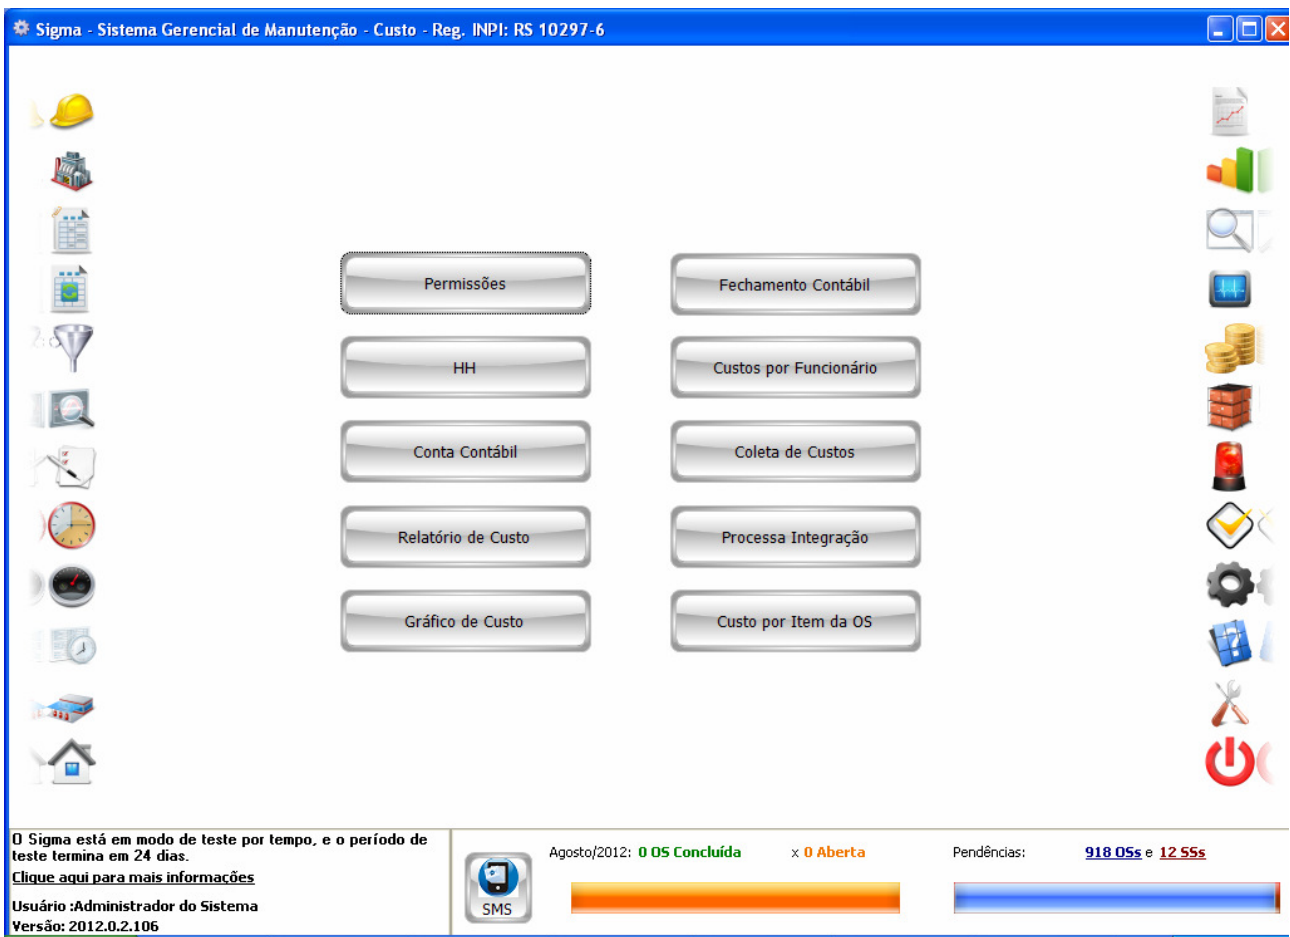 Sigma - Sistema Gerencial de Manutenção - Custo - Reg. INPI: RS 10297-6
Permissões
Fechamento Contábil
HH
Custos por Funcionário
Conta Contábil
Coleta de Custos
Relatório de Custo
Processa Integração
Gráfico de Custo
Custo por Item da OS
O Sigma está em modo de teste por tempo, e o período de
teste termina em 24 dias.
Clique aqui para mais informações
Usuário :Administrador do Sistema
Versão: 2012.0.2.106
SMS
Agosto/2012: 0 OS Concluída x 0 Aberta
Pendências: 918 OSs e 12 SSs